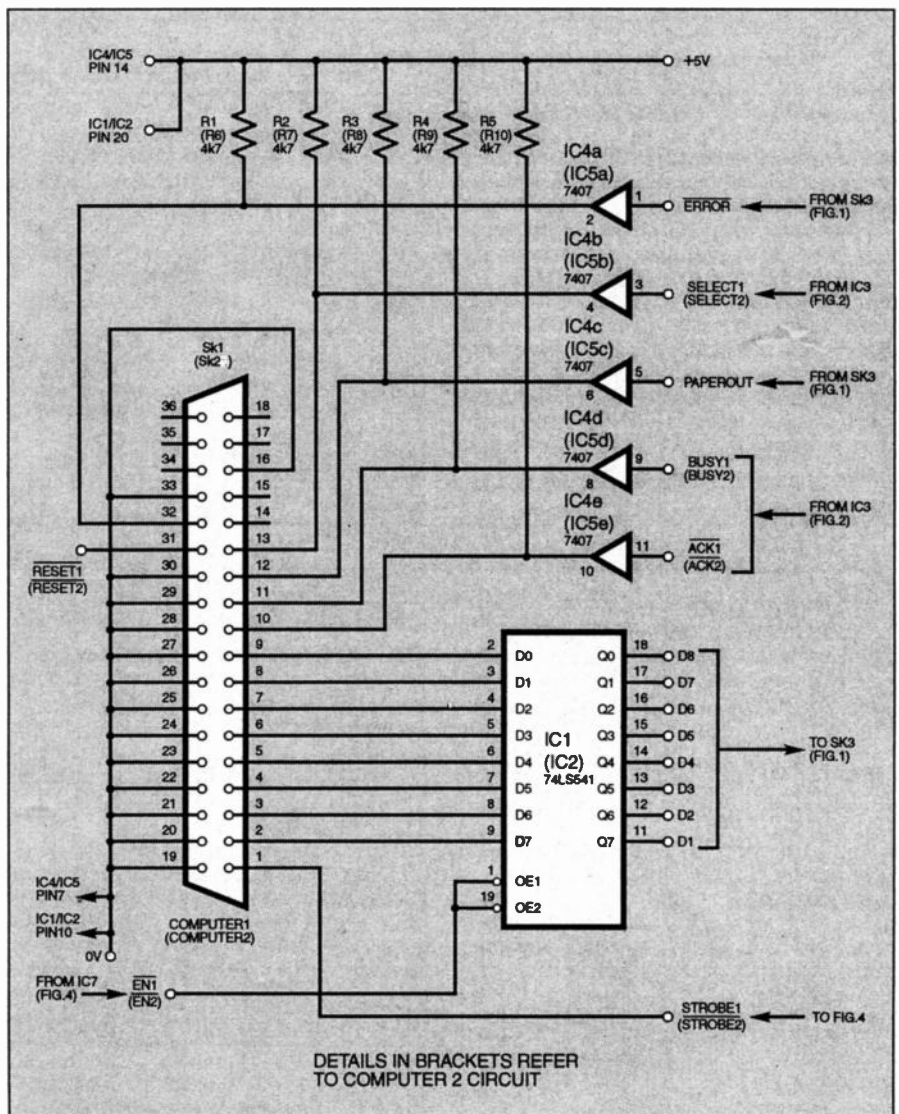 IC4/IC5
PIN 14
+5V
IC1/IC2
PIN 20
R1
(R6)
4k7
R2
(R7)
4k7
R3
(R8)
4k7
R4
(R9)
4k7
R5
(R10)
4k7
IC4a
(IC5a)
7407
1
2
ERROR
FROM Sk3
(FIG.1)
IC4b
(IC5b)
7407
3
4
SELECT1
(SELECT2)
FROM IC3
(FIG.2)
IC4c
(IC5c)
7407
5
6
PAPEROUT
FROM SK3
(FIG.1)
IC4d
(IC5d)
7407
9
8
BUSY1
(BUSY2)
FROM IC3
(FIG.2)
IC4e
(IC5e)
7407
11
10
ACK1
(ACK2)
Sk1
(Sk2)
36 18
35 17
34 16
33 15
32 14
31 13
30 12
29 11
28 10
27 9
26 8
25 7
24 6
23 5
22 4
21 3
20 2
19 1
RESET1
(RESET2)
2 D0 Q0 18 D8
3 D1 Q1 17 D7
4 D2 Q2 16 D6
5 D3 Q3 15 D5
6 D4 Q4 14 D4
7 D5 Q5 13 D3
8 D6 Q6 12 D2
9 D7 Q7 11 D1
IC1
(IC2)
74LS541
1 OE1
19 OE2
TO SK3
(FIG.1)
IC4/IC5
PIN7
IC1/IC2
PIN10
0V
COMPUTER1
(COMPUTER2)
FROM IC7
(FIG.4)
EN1
(EN2)
STROBE1
(STROBE2)
TO FIG.4
DETAILS IN BRACKETS REFER
TO COMPUTER 2 CIRCUIT